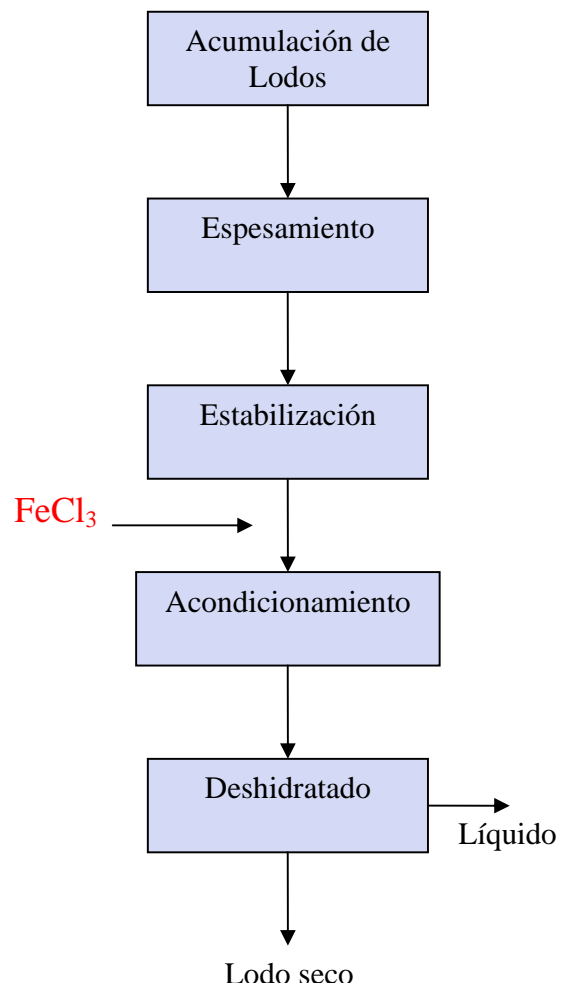 Acumulación de
Lodos
Espesamiento
Estabilización
FeCl₃
Acondicionamiento
Deshidratado
Líquido
Lodo seco